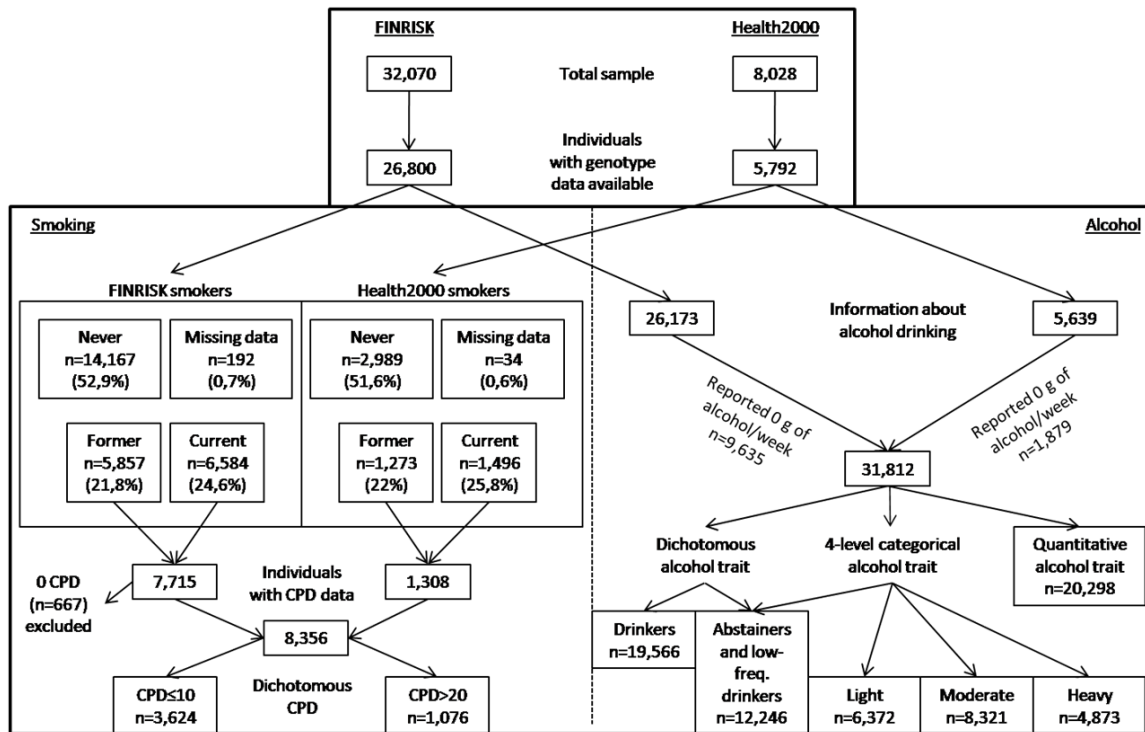 FINRISK
Health2000
32,070
Total sample
8,028
26,800
Individuals
with genotype
data available
5,792
Smoking
FINRISK smokers
Health2000 smokers
Never
n=14,167
(52,9%)
Missing data
n=192
(0,7%)
Never
n=2,989
(51,6%)
Missing data
n=34
(0,6%)
Former
n=5,857
(21,8%)
Current
n=6,584
(24,6%)
Former
n=1,273
(22%)
Current
n=1,496
(25,8%)
0 CPD
(n=667)
excluded
7,715
Individuals
with CPD data
1,308
8,356
CPD≤10
n=3,624
Dichotomous
CPD
CPD>20
n=1,076
Alcohol
26,173
Information about
alcohol drinking
5,639
Reported 0 g of
alcohol/week
n=9,635
Reported 0 g of
alcohol/week
n=1,879
31,812
Dichotomous
alcohol trait
4-level categorical
alcohol trait
Quantitative
alcohol trait
n=20,298
Drinkers
n=19,566
Abstainers
and low-
freq.
drinkers
n=12,246
Light
n=6,372
Moderate
n=8,321
Heavy
n=4,873